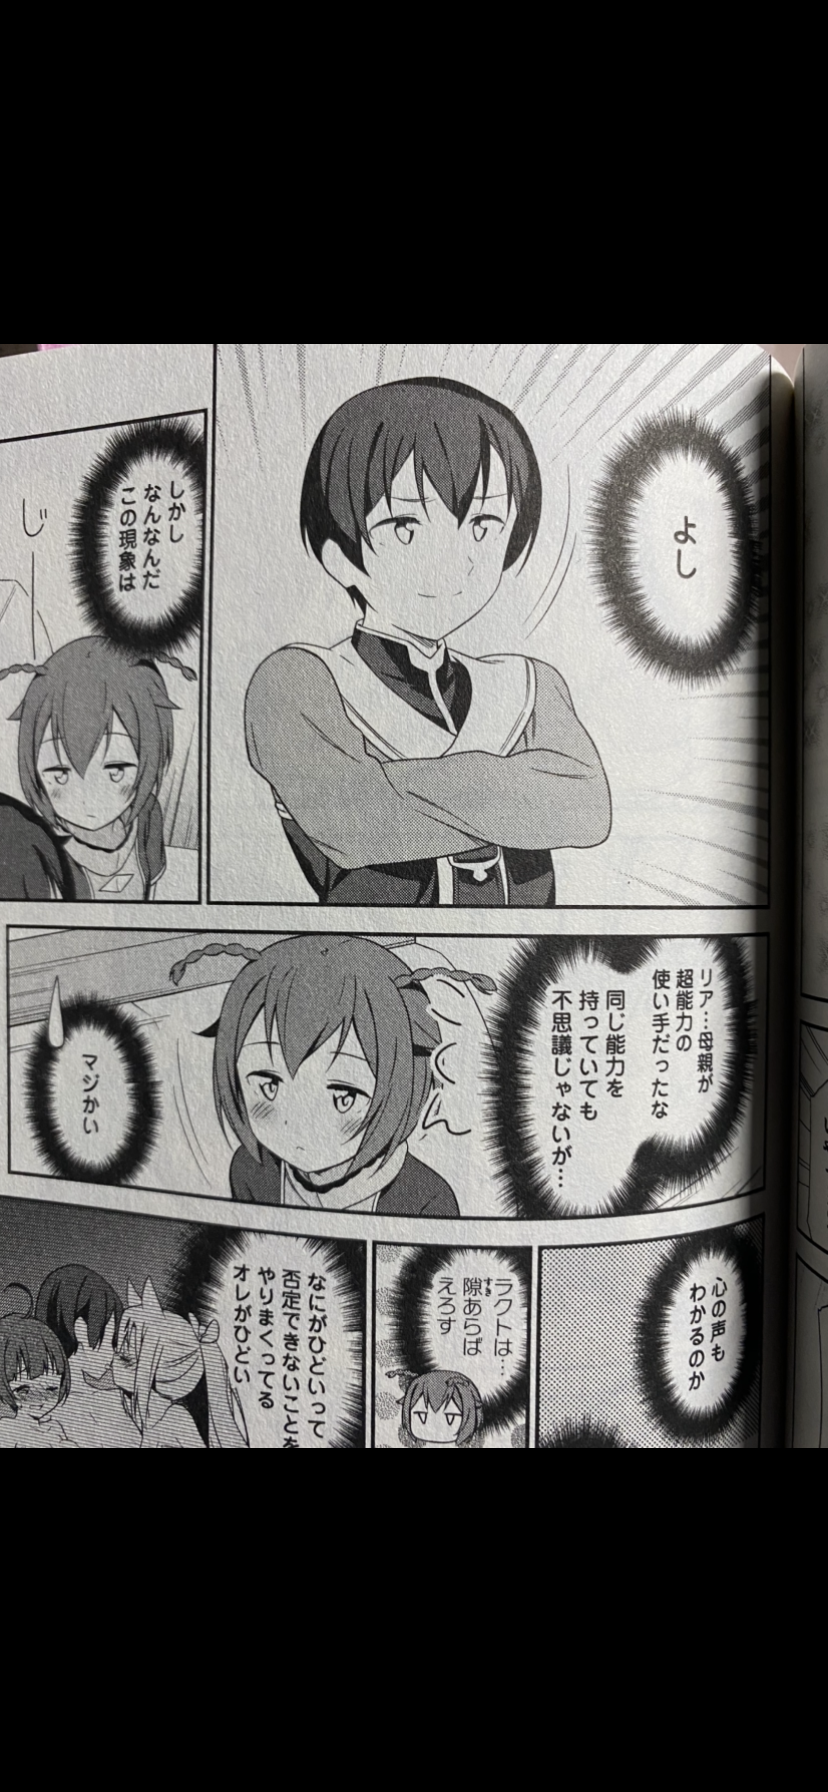 よし
しかし
なんなんだ
この現象は
じ
リア…母親が
超能力の
使い手だったな
同じ能力を
持っていても
不思議じゃないが…
くくん
マジかい
心の声も
わかるのか
ラクトは…
隙あらば
すき
えろす
なにがひどいって
否定できないことを
やりまくってる
オレがひどい